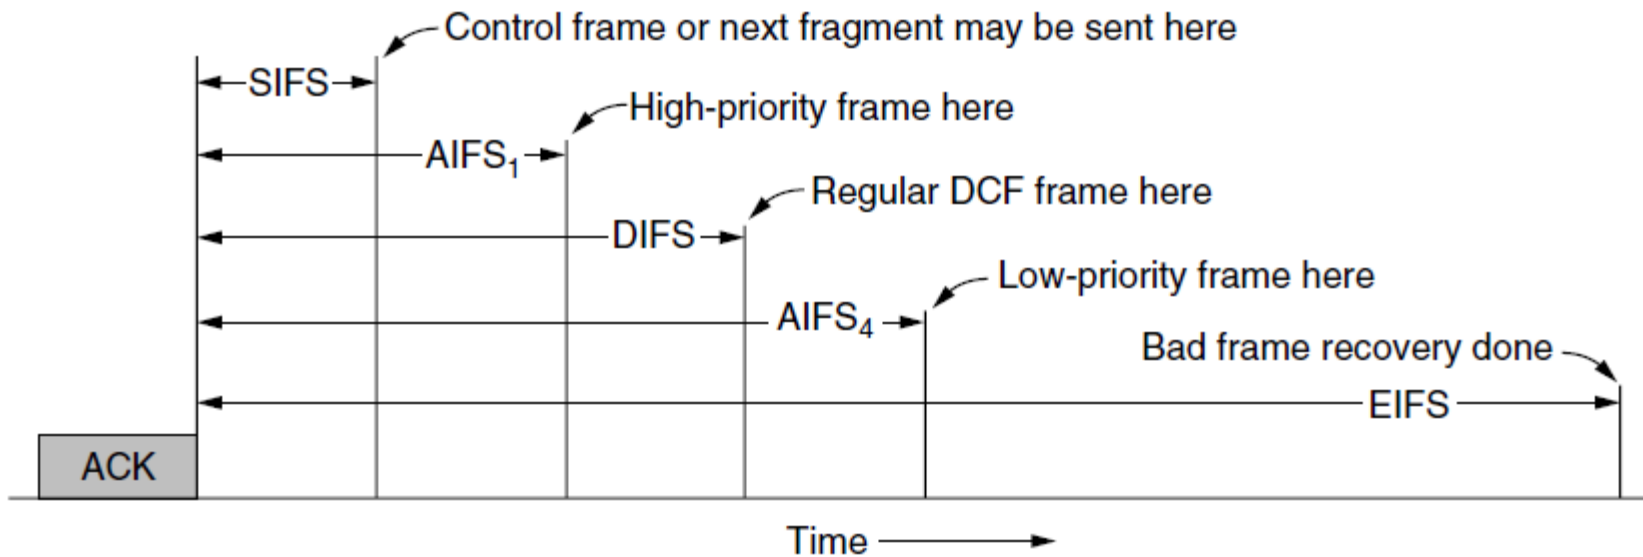 Control frame or next fragment may be sent here
SIFS
High-priority frame here
AIFS₁
Regular DCF frame here
DIFS
Low-priority frame here
AIFS₄
Bad frame recovery done
EIFS
ACK
Time